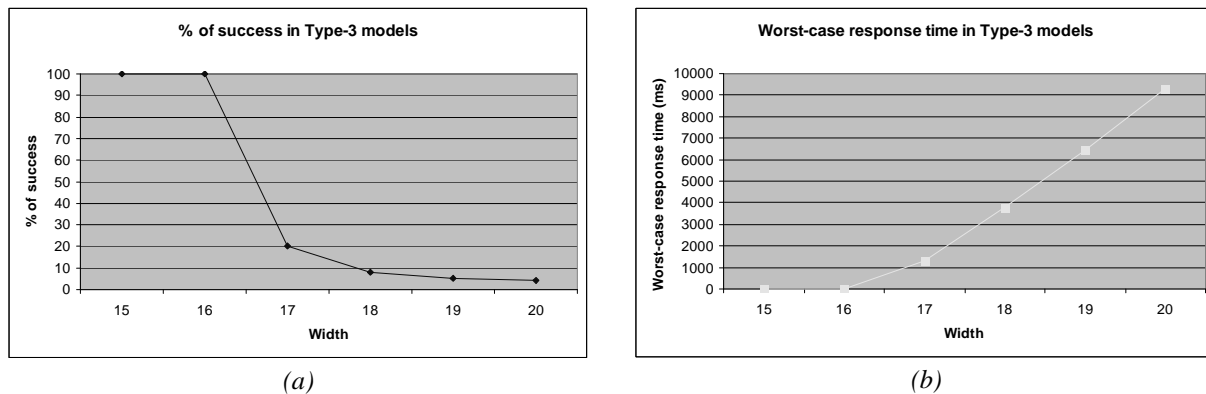 % of success in Type-3 models
% of success
100
90
80
70
60
50
40
30
20
10
0
15 16 17 18 19 20
Width
(a)
Worst-case response time in Type-3 models
Worst-case response time (ms)
10000
9000
8000
7000
6000
5000
4000
3000
2000
1000
0
15 16 17 18 19 20
Width
(b)